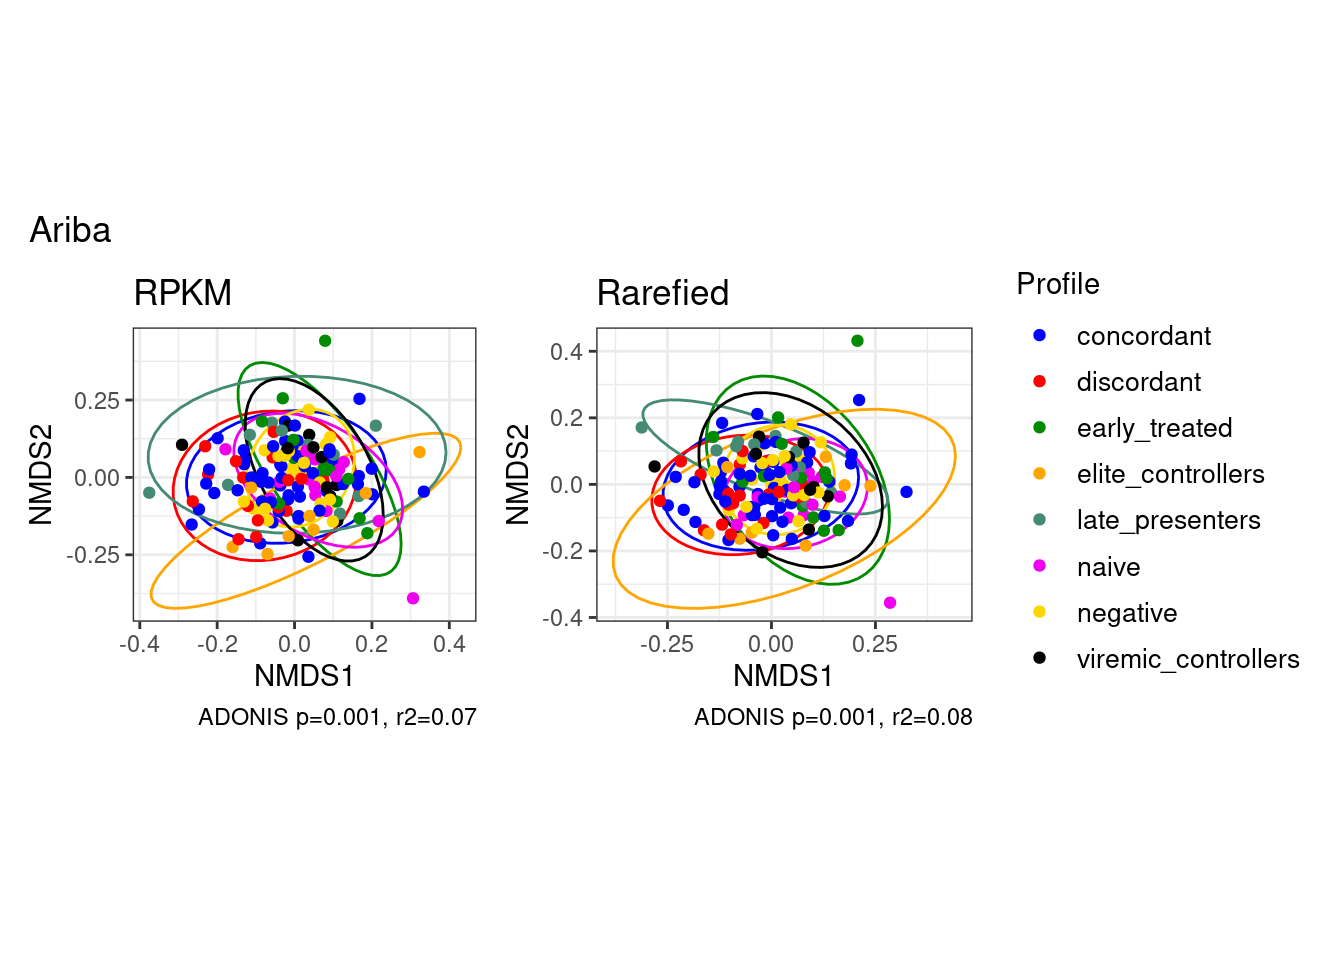 Ariba
RPKM
NMDS2
0.25
0.00
-0.25
-0.4 -0.2 0.0 0.2 0.4
NMDS1
ADONIS p=0.001, r2=0.07
Rarefied
NMDS2
0.4
0.2
0.0
-0.2
-0.4
-0.25 0.00 0.25
NMDS1
ADONIS p=0.001, r2=0.08
Profile
concordant
discordant
early_treated
elite_controllers
late_presenters
naive
negative
viremic_controllers